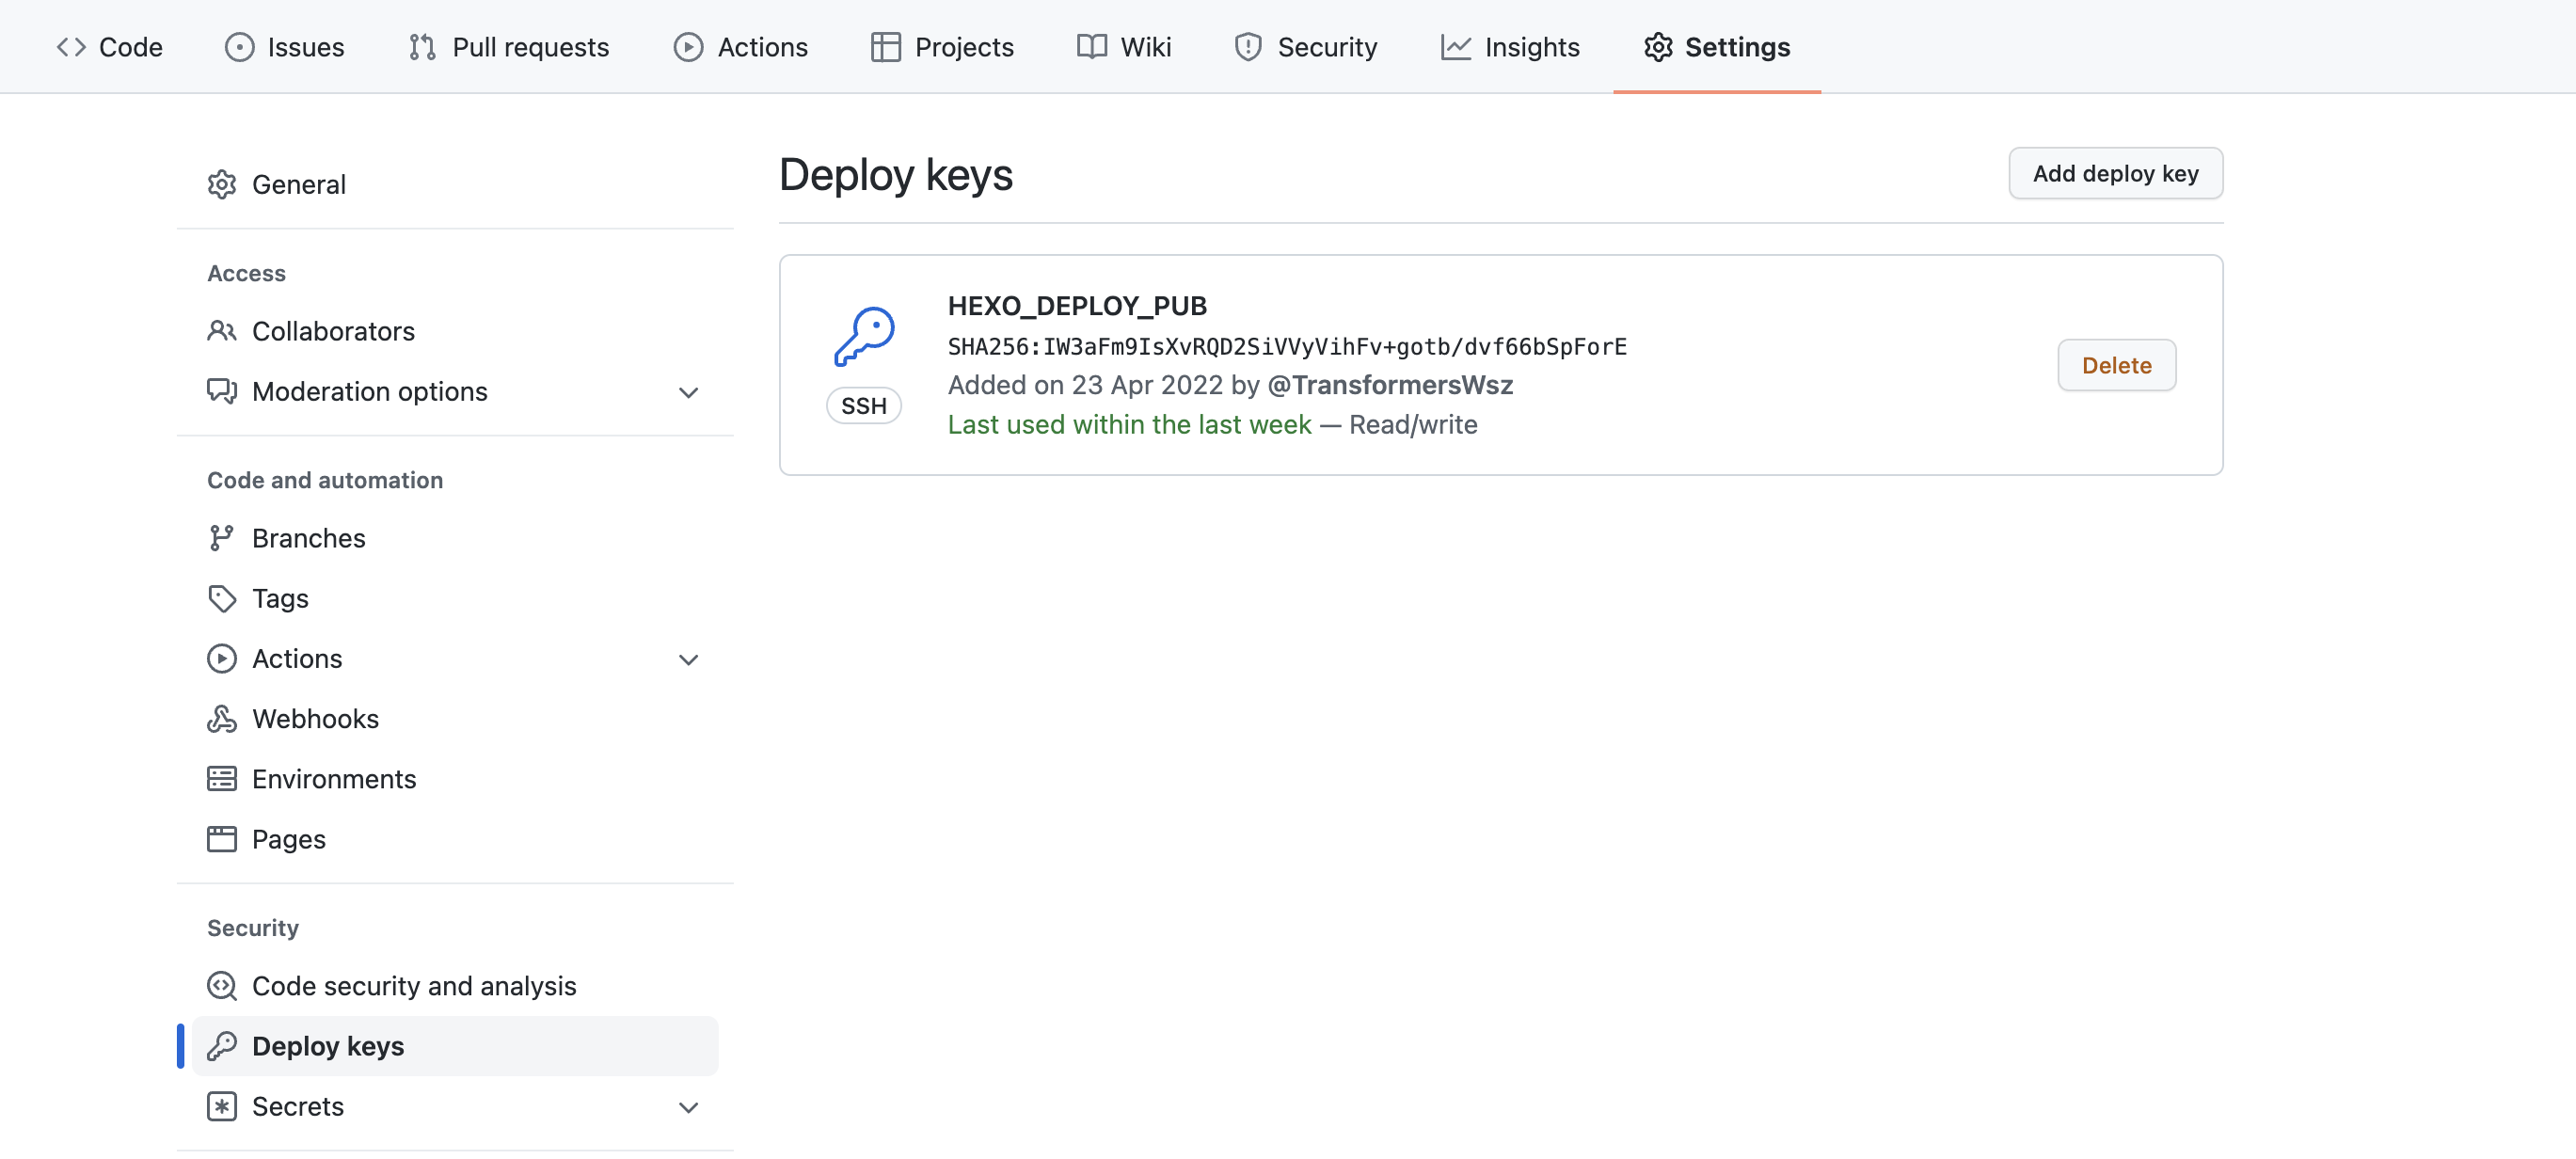 Code Issues Pull requests Actions Projects Wiki Security Insights Settings
General
Access
Collaborators
Moderation options
Code and automation
Branches
Tags
Actions
Webhooks
Environments
Pages
Security
Code security and analysis
Deploy keys
Secrets
Deploy keys
Add deploy key
HEXO_DEPLOY_PUB
SHA256:IW3aFm9IsXvRQD2SiVVyVihFv+gotb/dvf66bSpForE
Added on 23 Apr 2022 by @TransformersWsz
Last used within the last week — Read/write
SSH
Delete